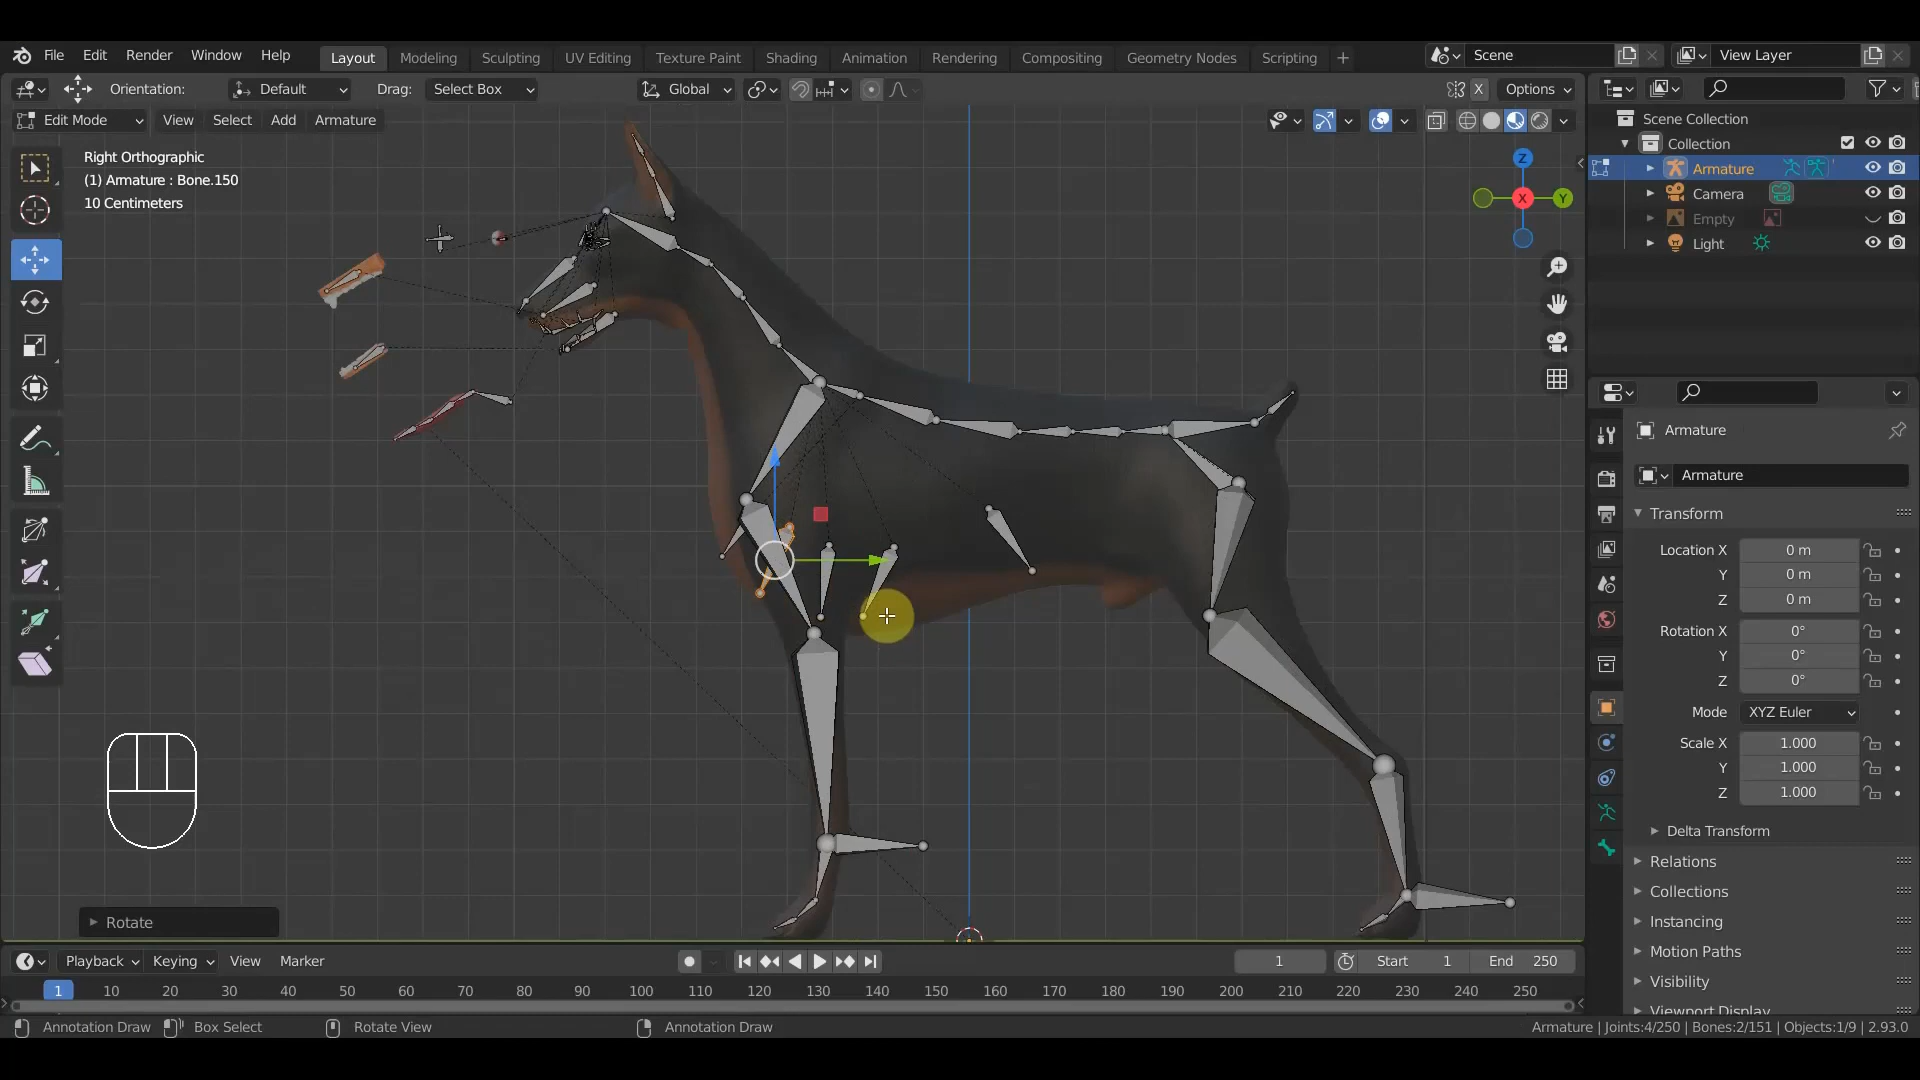 File Edit Render Window Help Layout Modeling Sculpting UV Editing Texture Paint Shading Animation Rendering Compositing Geometry Nodes Scripting + Scene View Layer
Orientation: Default Drag: Select Box Global X Options
Edit Mode View Select Add Armature
Right Orthographic
(1) Armature : Bone.150
10 Centimeters
Z
X
Y
Scene Collection
Collection
Armature
Camera
Empty
Light
Armature
Armature
Transform
Location X 0 m
Y 0 m
Z 0 m
Rotation X 0°
Y 0°
Z 0°
Mode XYZ Euler
Scale X 1.000
Y 1.000
Z 1.000
Delta Transform
Relations
Collections
Instancing
Motion Paths
Visibility
Viewport Display
Rotate
Playback Keying View Marker 1 Start 1 End 250
1 10 20 30 40 50 60 70 80 90 100 110 120 130 140 150 160 170 180 190 200 210 220 230 240 250
Annotation Draw Box Select Rotate View Annotation Draw Armature | Joints:4/250 | Bones:2/151 | Objects:1/9 | 2.93.0